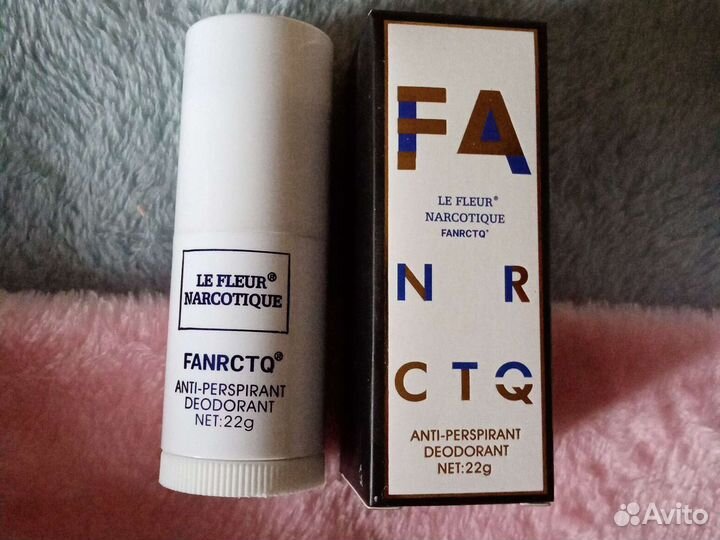 LE FLEUR®
NARCOTIQUE
FANRCTQ®
ANTI-PERSPIRANT
DEODORANT
NET:22g
FA
LE FLEUR®
NARCOTIQUE
FANRCTQ®
N R
CTQ
ANTI-PERSPIRANT
DEODORANT
NET:22g
Avito